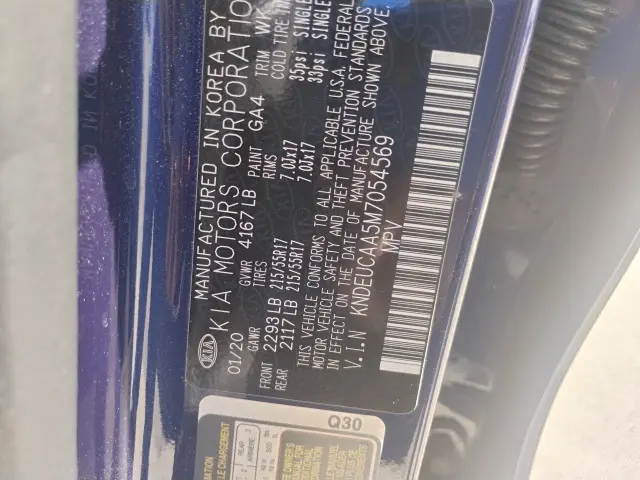 MANUFACTURED IN KOREA BY
KIA KIA MOTORS CORPORATION
01/20 GVWR 4167 LB PAINT GA4 TRIM WK
GAWR TIRES RIMS COLD TIRE
FRONT 2293 LB 215/55R17 7.0Jx17 35psi SINGLE
REAR 2117 LB 215/55R17 7.0Jx17 33psi SINGLE
THIS VEHICLE CONFORMS TO ALL APPLICABLE U.S.A. FEDERAL
MOTOR VEHICLE SAFETY AND THEFT PREVENTION STANDARDS
IN EFFECT ON THE DATE OF MANUFACTURE SHOWN ABOVE.
V.I.N KNDEUCAA5M7054569
MPV
Q30